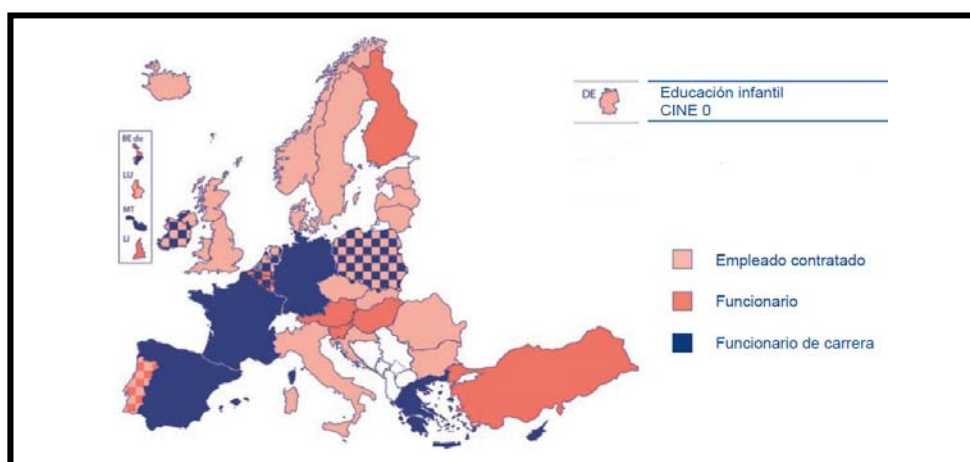 DE
Educación infantil
CINE 0
BE de
LU
MT
LI
Empleado contratado
Funcionario
Funcionario de carrera